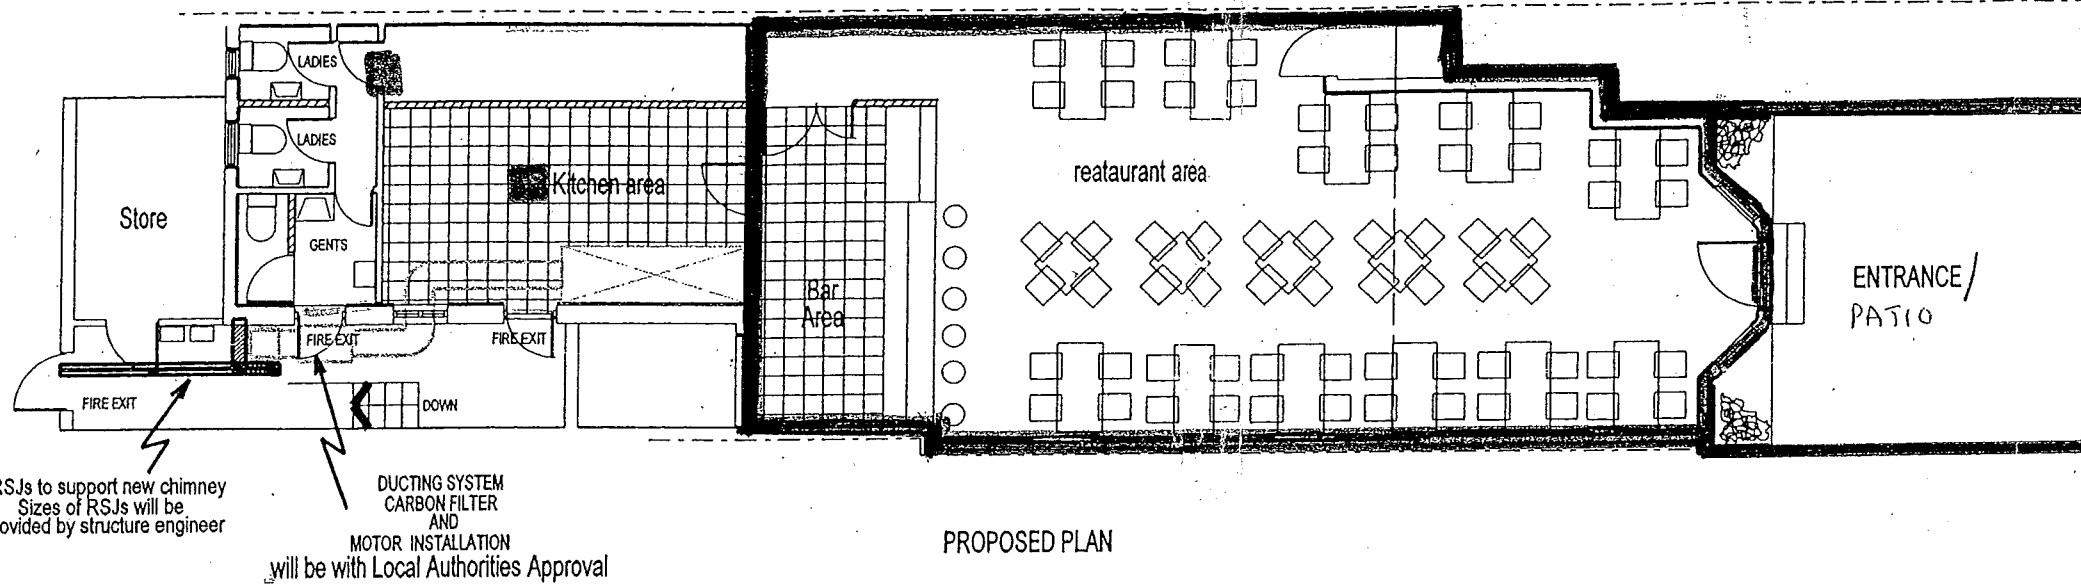 LADIES
LADIES
Store
GENTS
Kitchen area
Bar
Area
reataurant area
ENTRANCE/
PATIO
FIRE EXIT
FIRE EXIT
FIRE EXIT
DOWN
RSJs to support new chimney
Sizes of RSJs will be
by structure engineer
DUCTING SYSTEM
CARBON FILTER
AND
MOTOR INSTALLATION
will be with Local Authorities Approval
PROPOSED PLAN